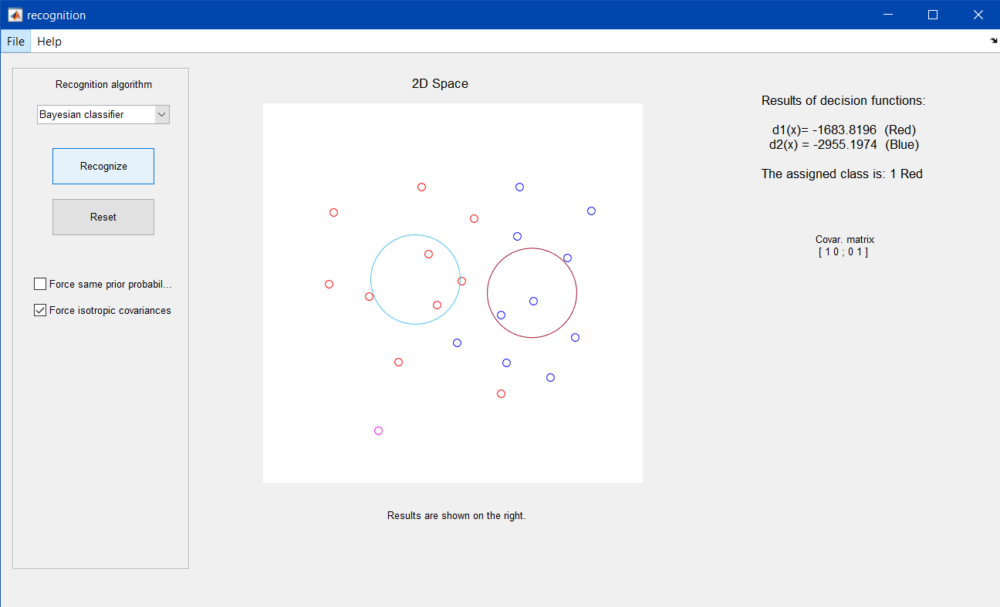 recognition
File Help
Recognition algorithm
Bayesian classifier
Recognize
Reset
Force same prior probabil...
Force isotropic covariances
2D Space
Results are shown on the right.
Results of decision functions:
d1(x)= -1683.8196 (Red)
d2(x) = -2955.1974 (Blue)
The assigned class is: 1 Red
Covar. matrix
[ 1 0 ; 0 1 ]